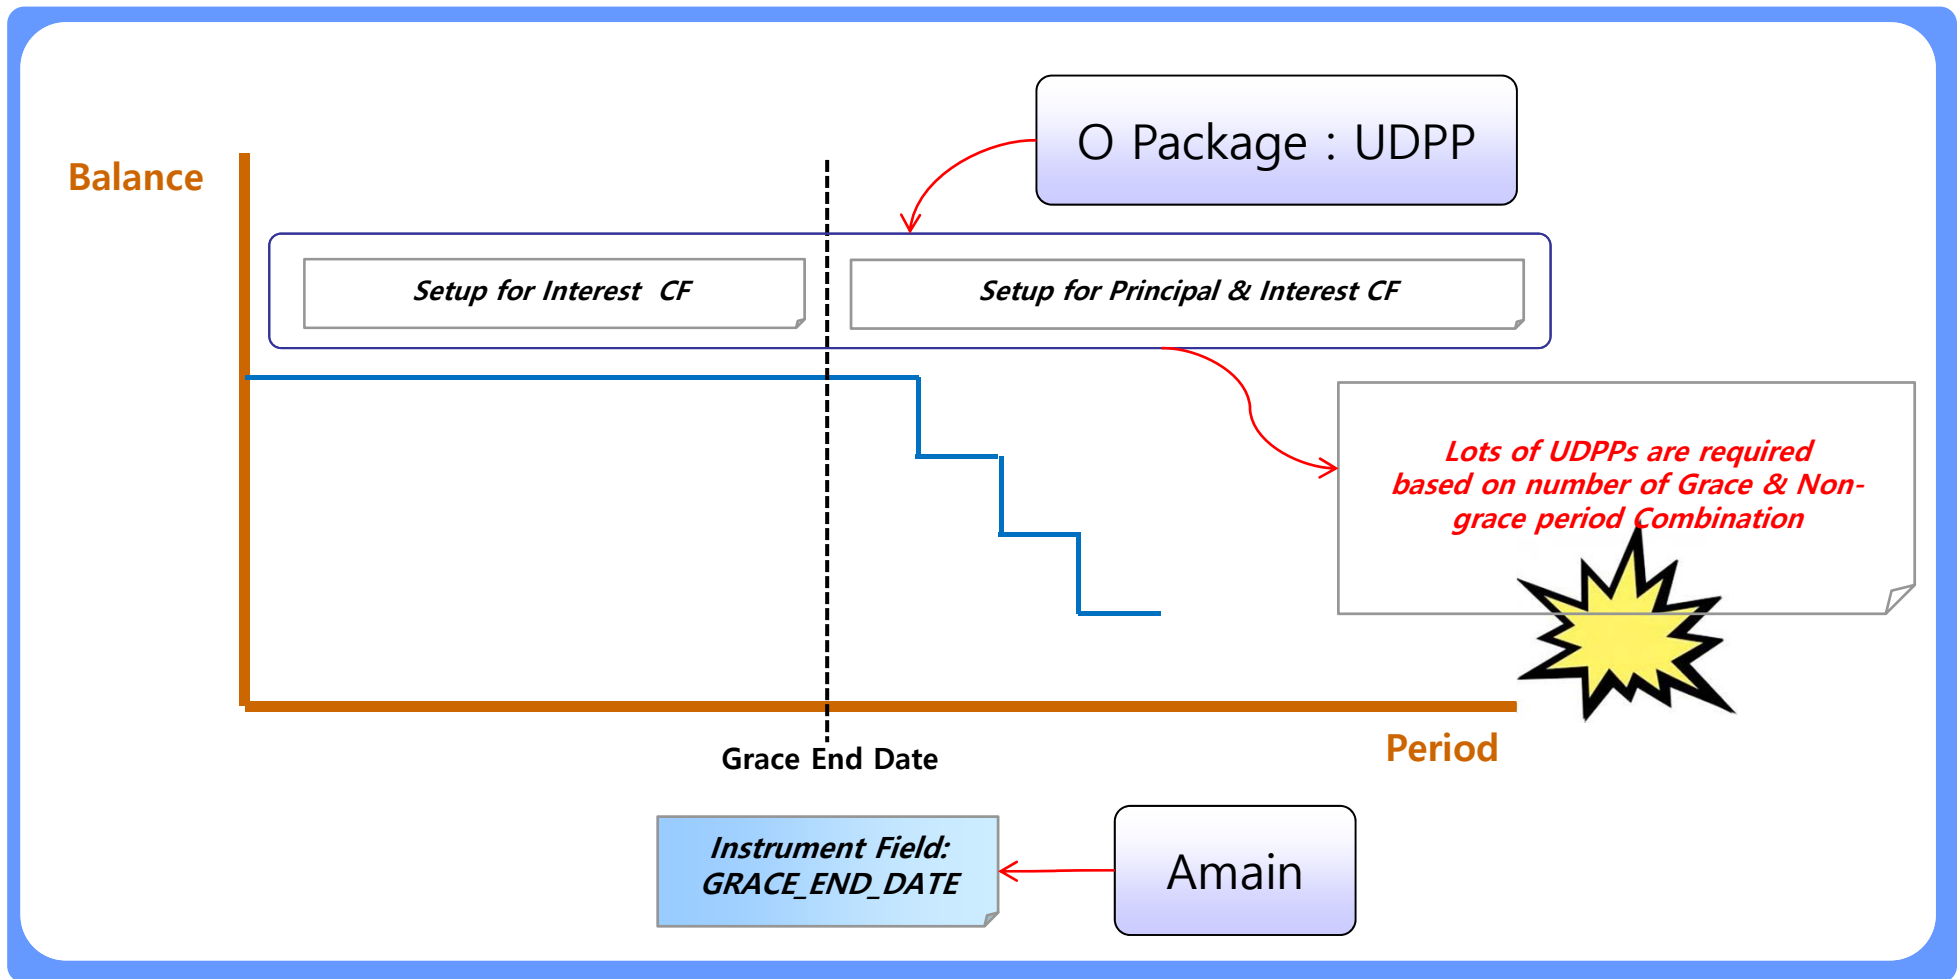 O Package : UDPP
Balance
Setup for Interest  CF
Setup for Principal & Interest CF
Lots of UDPPs are required
based on number of Grace & Non-
grace period Combination
Grace End Date
Period
Instrument Field:
GRACE_END_DATE
Amain